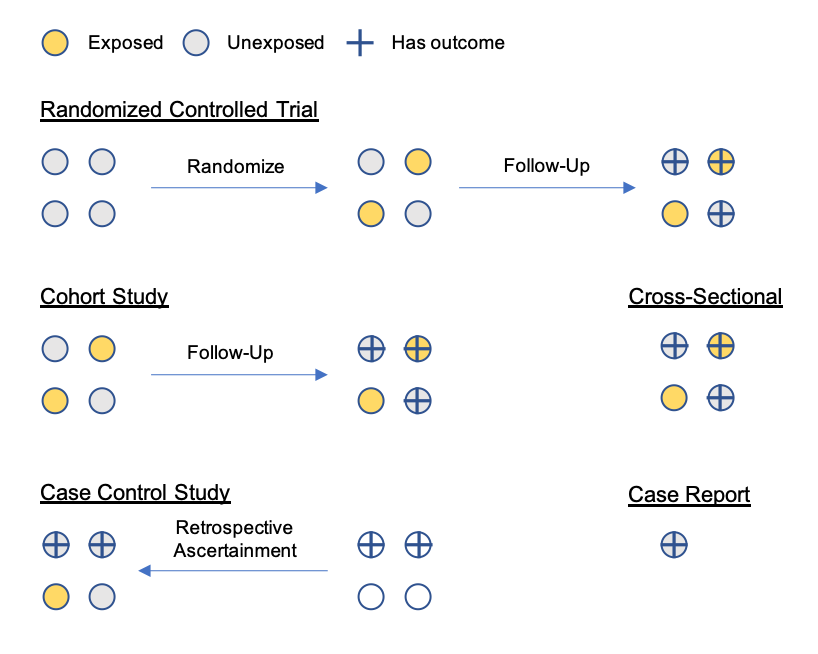 Exposed Unexposed Has outcome
Randomized Controlled Trial
Randomize
Follow-Up
Cohort Study
Cross-Sectional
Follow-Up
Case Control Study
Case Report
Retrospective
Ascertainment